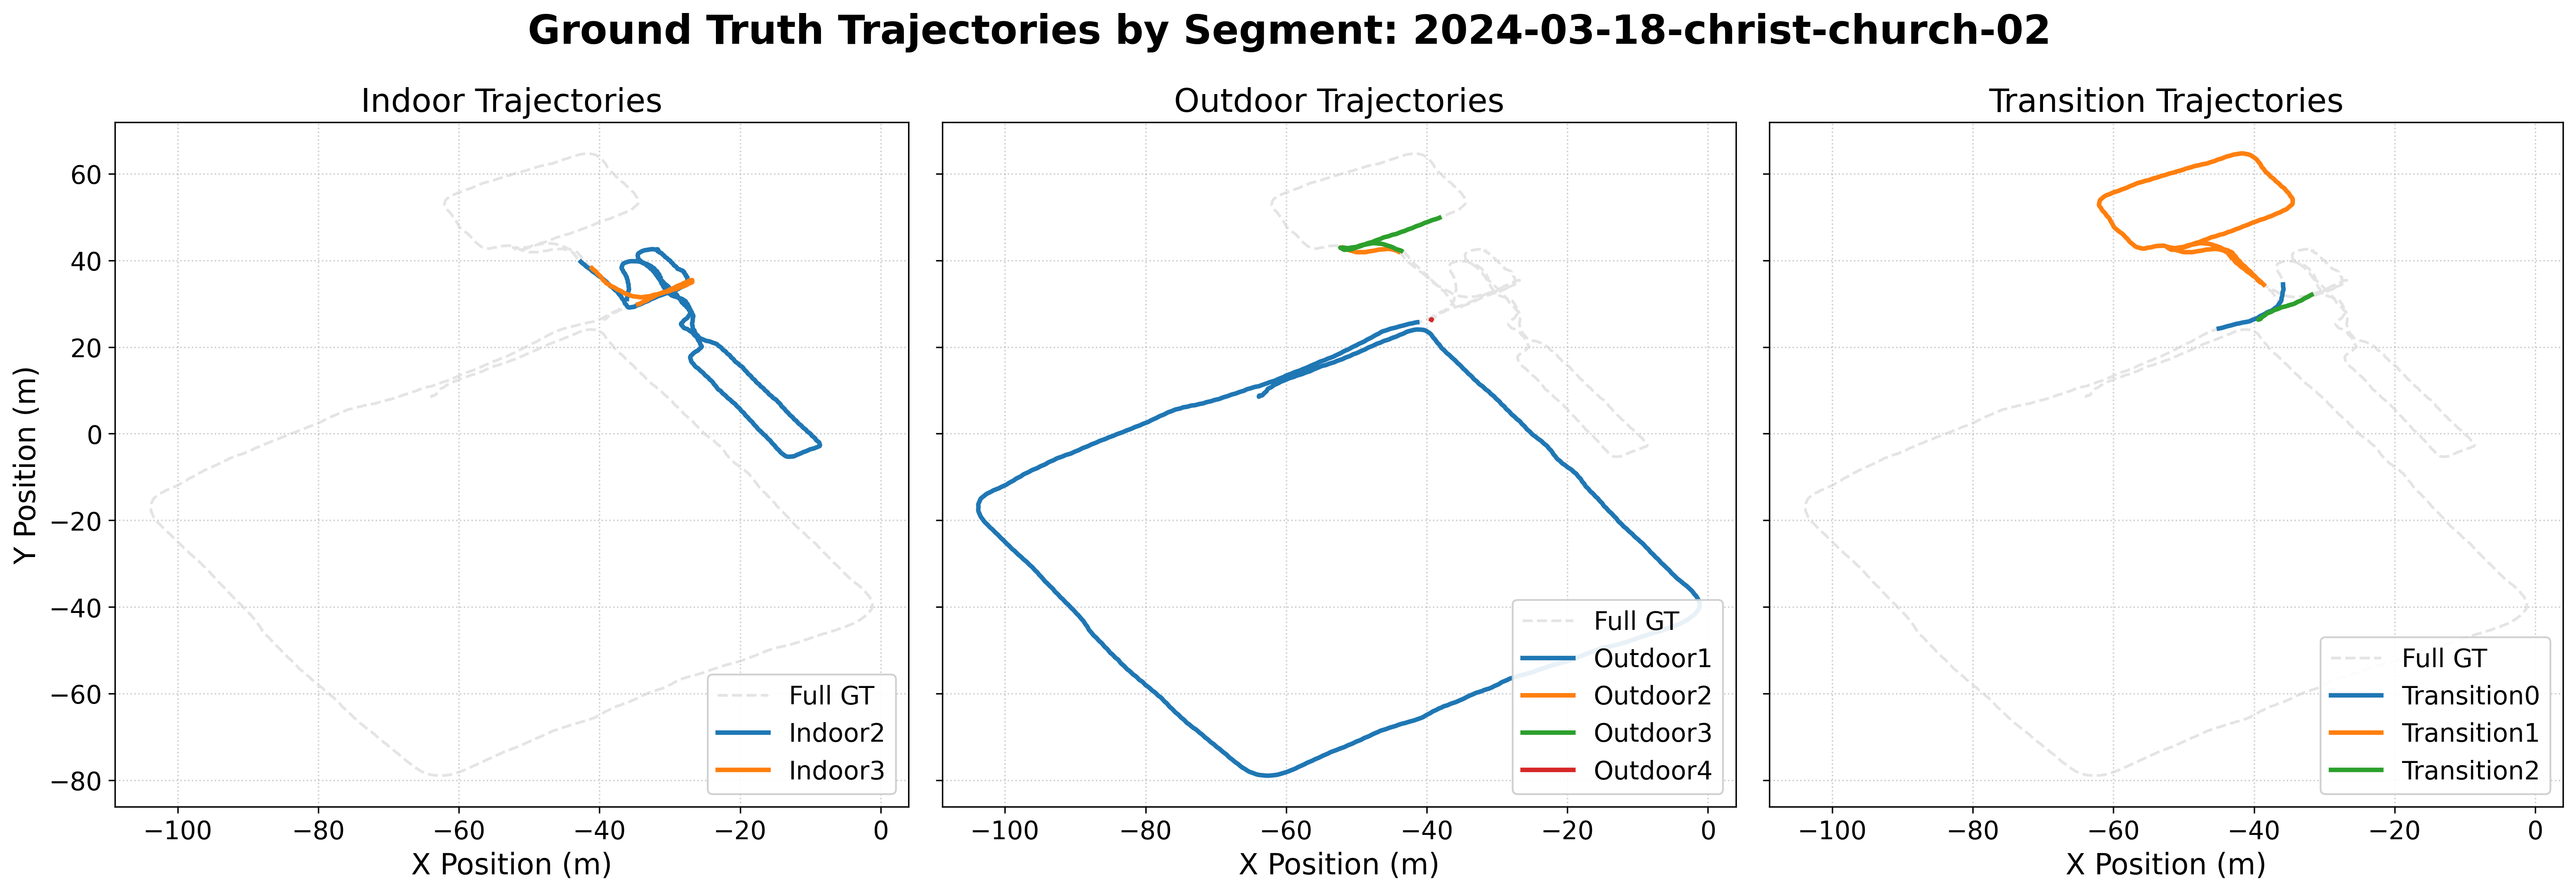 Ground Truth Trajectories by Segment: 2024-03-18-christ-church-02
Indoor Trajectories
Y Position (m)
60
40
20
0
−20
−40
−60
−80
−100
−80
−60
−40
−20
0
X Position (m)
Full GT
Indoor2
Indoor3
Outdoor Trajectories
−100
−80
−60
−40
−20
0
X Position (m)
Full GT
Outdoor1
Outdoor2
Outdoor3
Outdoor4
Transition Trajectories
−100
−80
−60
−40
−20
0
X Position (m)
Full GT
Transition0
Transition1
Transition2